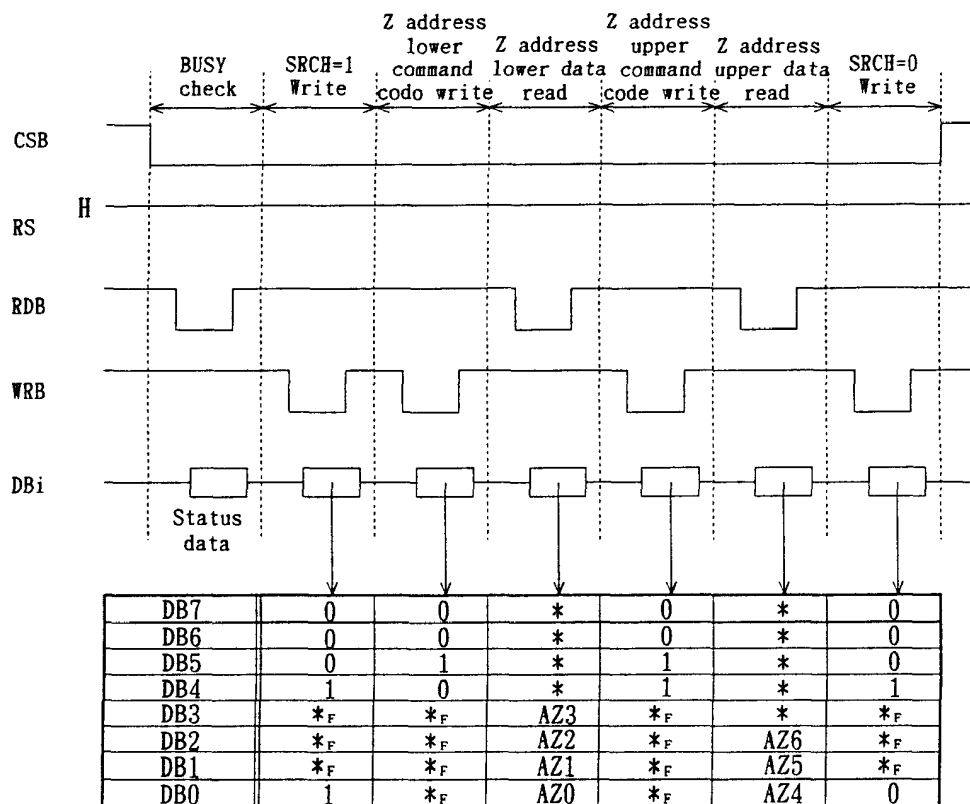 BUSY check
SRCH=1 Write
Z address lower command codo write
Z address lower data read
Z address upper command code write
Z address upper data read
SRCH=0 Write
CSB
H
RS
RDB
WRB
DBi
Status data
DB7 0 0 * 0 * 0
DB6 0 0 * 0 * 0
DB5 0 1 * 1 * 0
DB4 1 0 * 1 * 1
DB3 *F *F AZ3 *F * *F
DB2 *F *F AZ2 *F AZ6 *F
DB1 *F *F AZ1 *F AZ5 *F
DB0 1 *F AZ0 *F AZ4 0